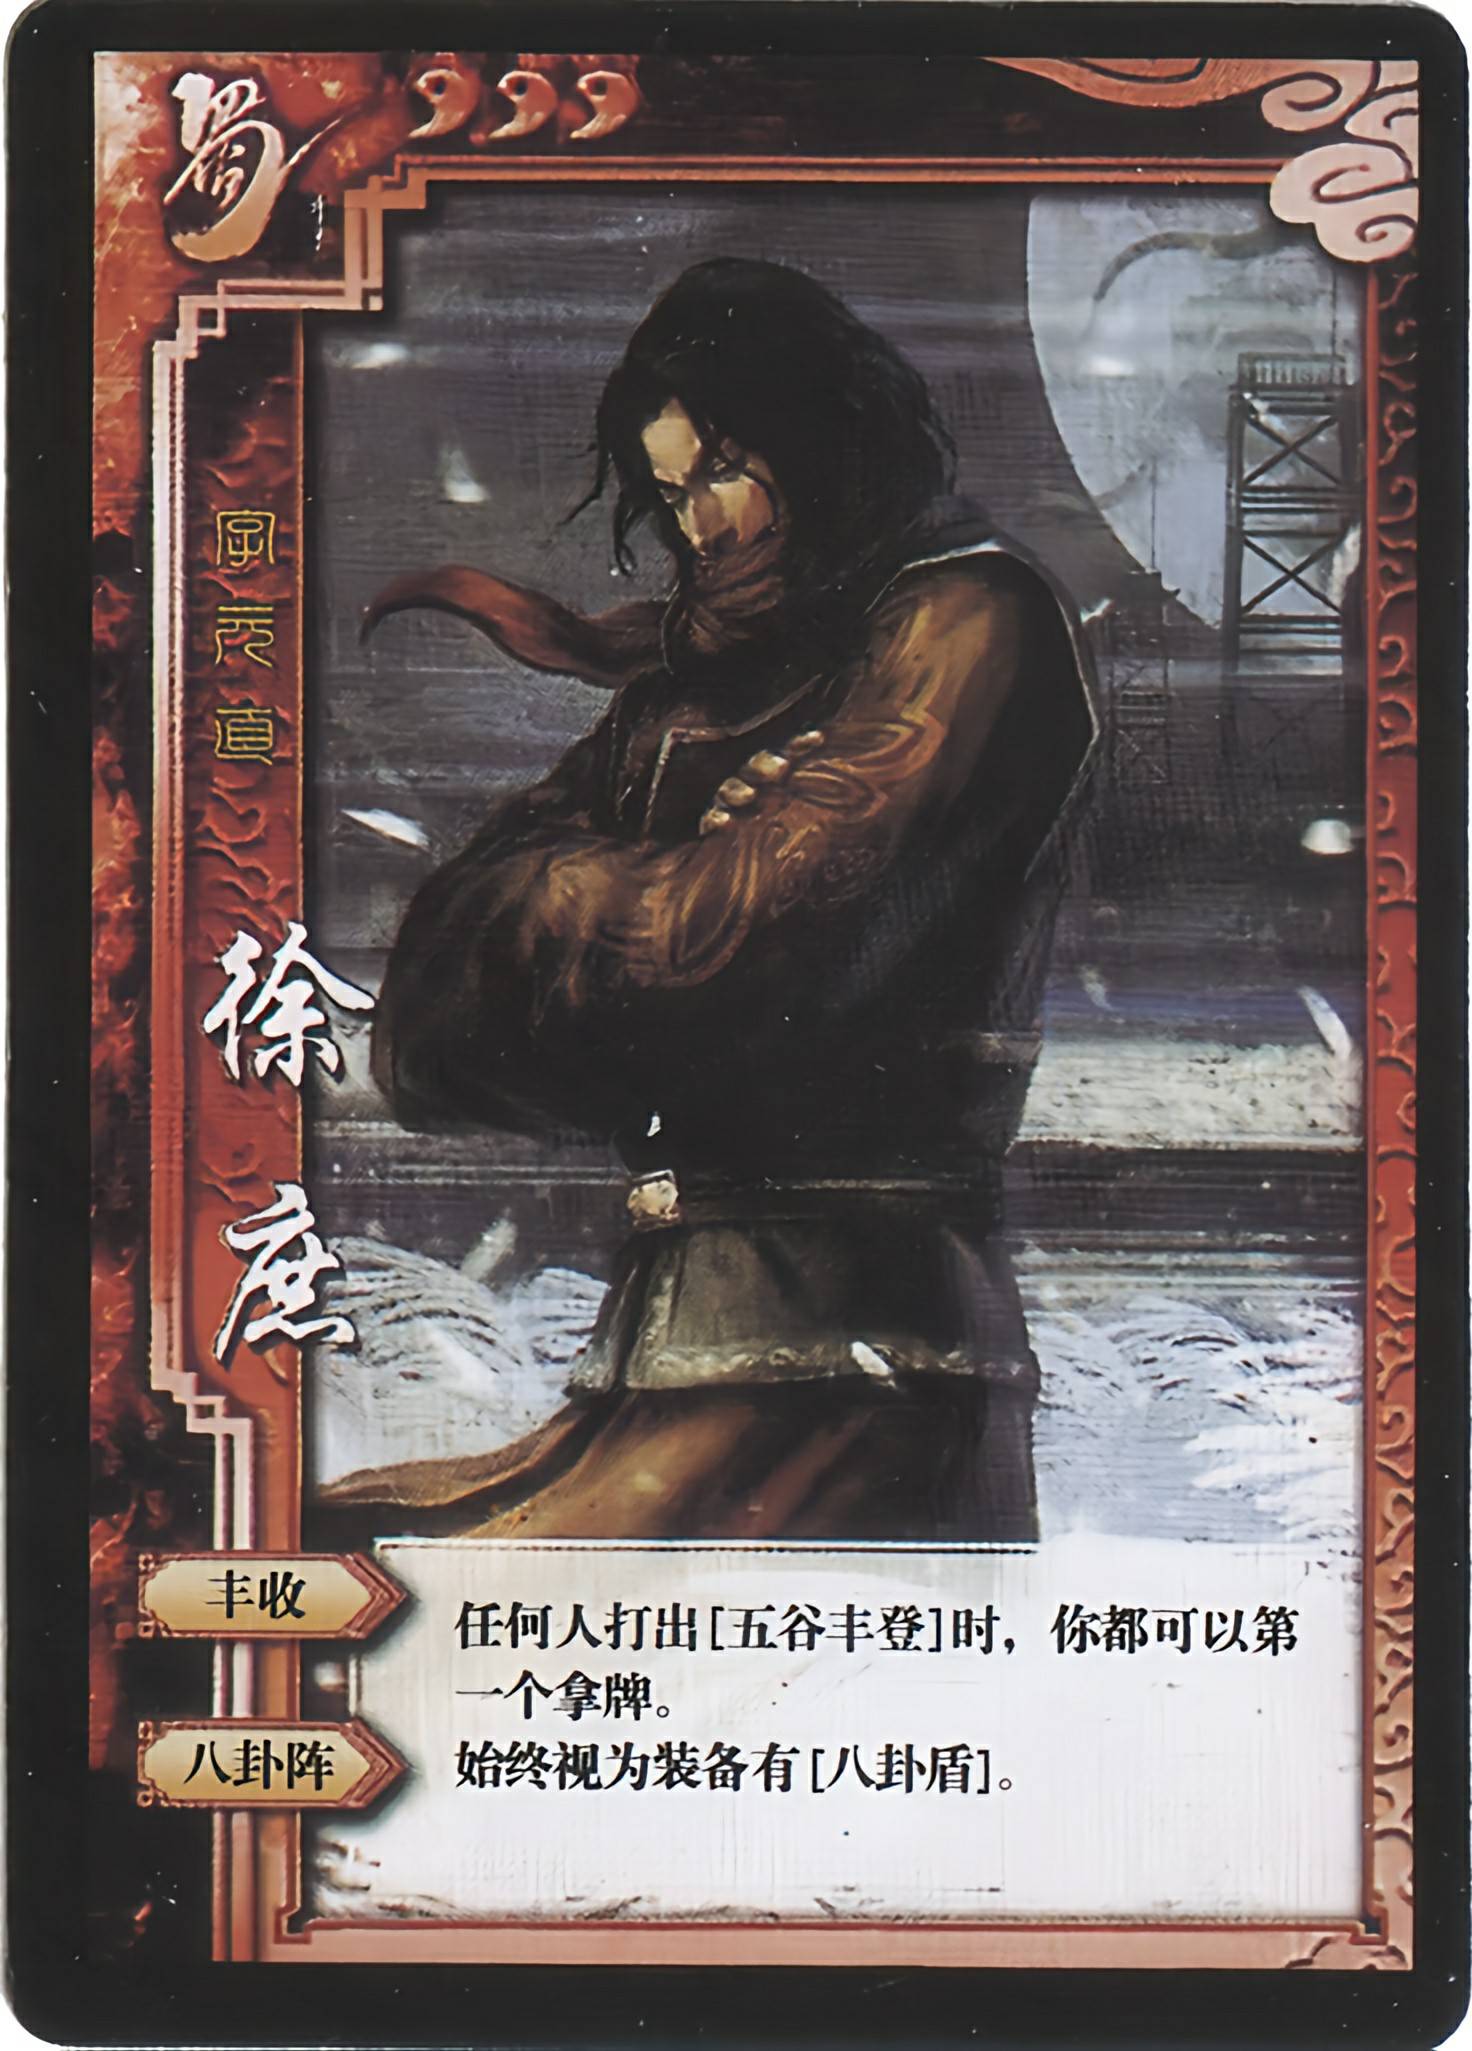 蜀
字元直
徐庶
丰收
任何人打出[五谷丰登]时，你都可以第
一个拿牌。
八卦阵
始终视为装备有[八卦盾]。